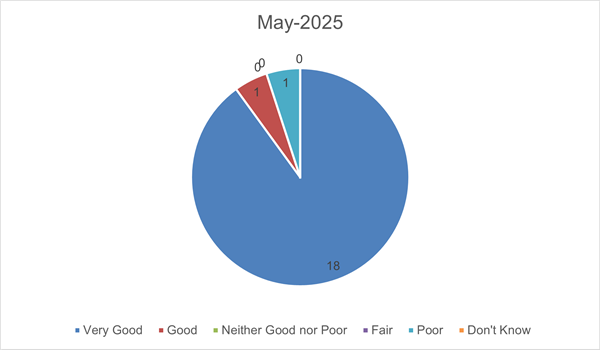 May-2025
0
0
0
1
1
18
Very Good
Good
Neither Good nor Poor
Fair
Poor
Don't Know